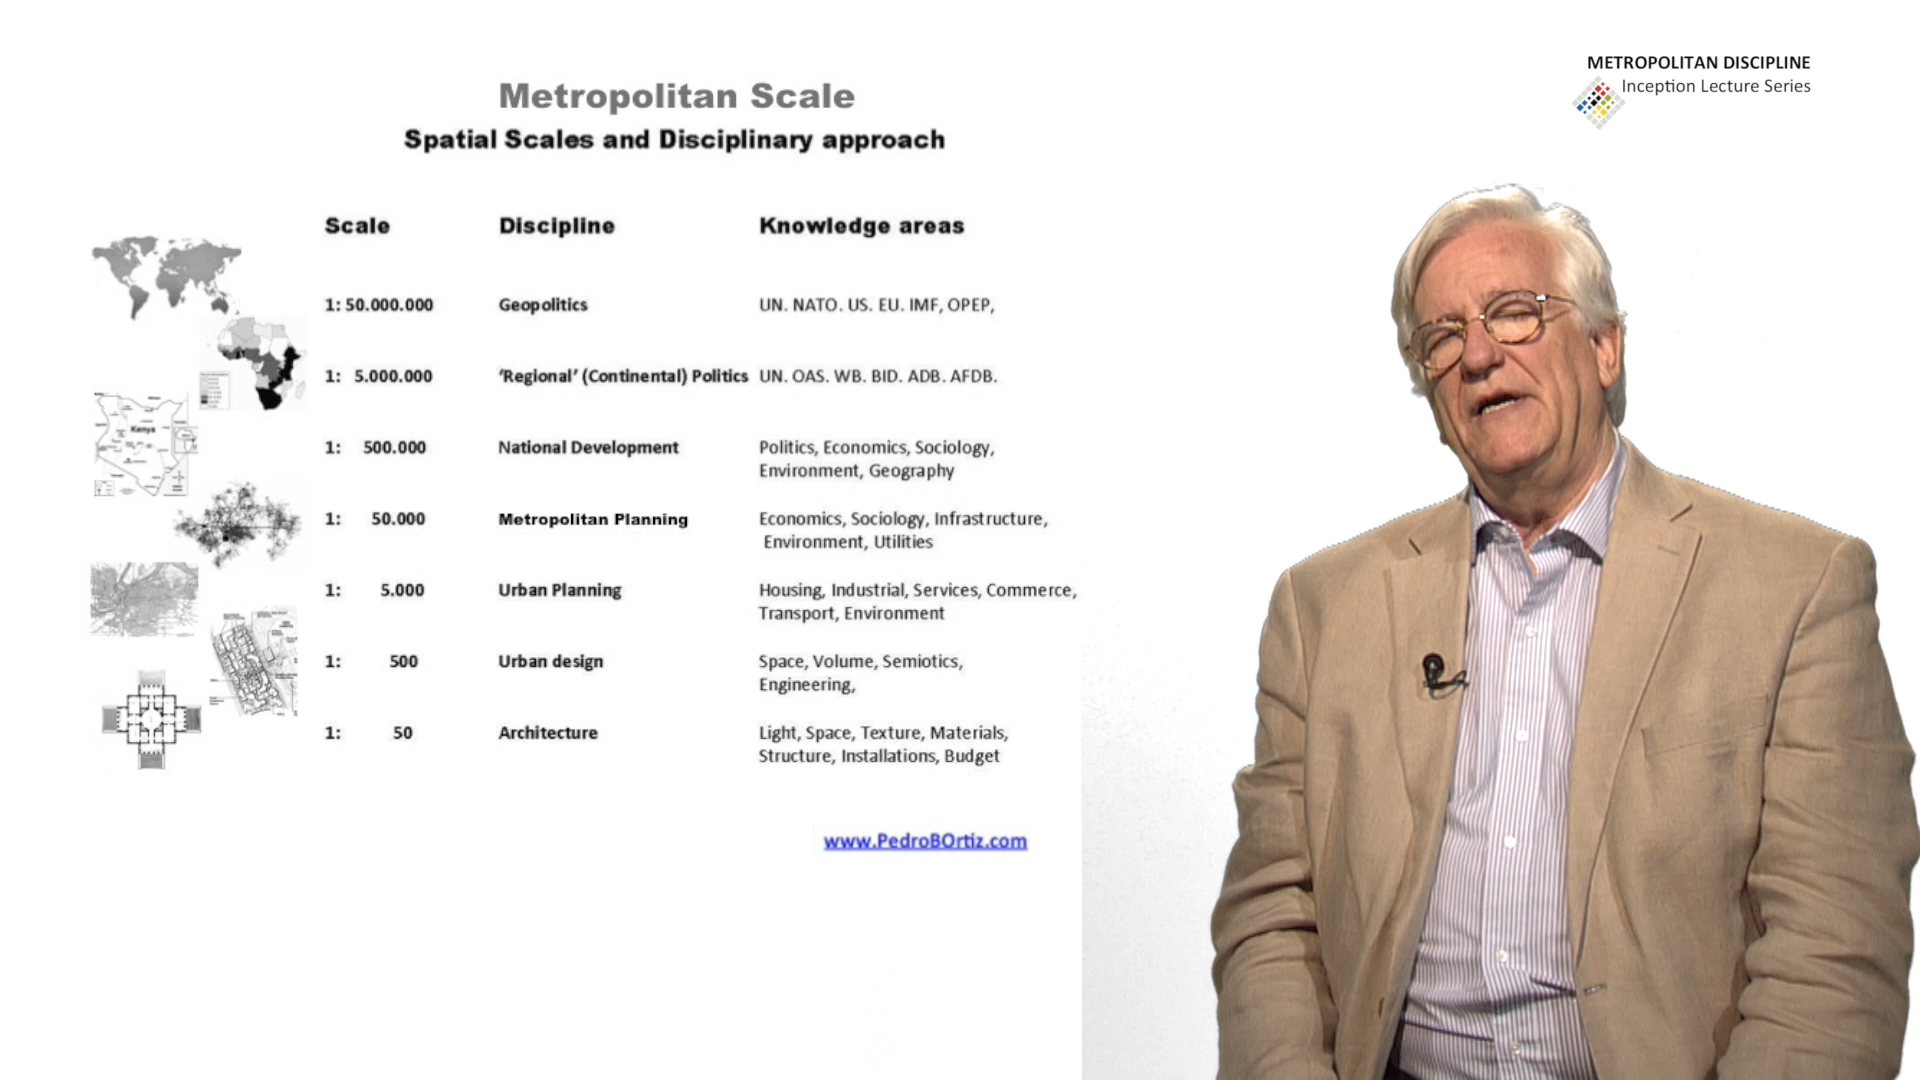 METROPOLITAN DISCIPLINE
Inception Lecture Series
Metropolitan Scale
Spatial Scales and Disciplinary approach
Scale Discipline Knowledge areas
1: 50.000.000 Geopolitics UN. NATO. US. EU. IMF, OPEP,
1: 5.000.000 ‘Regional’ (Continental) Politics UN. OAS. WB. BID. ADB. AFDB.
1: 500.000 National Development Politics, Economics, Sociology,
Environment, Geography
1: 50.000 Metropolitan Planning Economics, Sociology, Infrastructure,
Environment, Utilities
1: 5.000 Urban Planning Housing, Industrial, Services, Commerce,
Transport, Environment
1: 500 Urban design Space, Volume, Semiotics,
Engineering,
1: 50 Architecture Light, Space, Texture, Materials,
Structure, Installations, Budget
Kenya
www.PedroBOrtiz.com